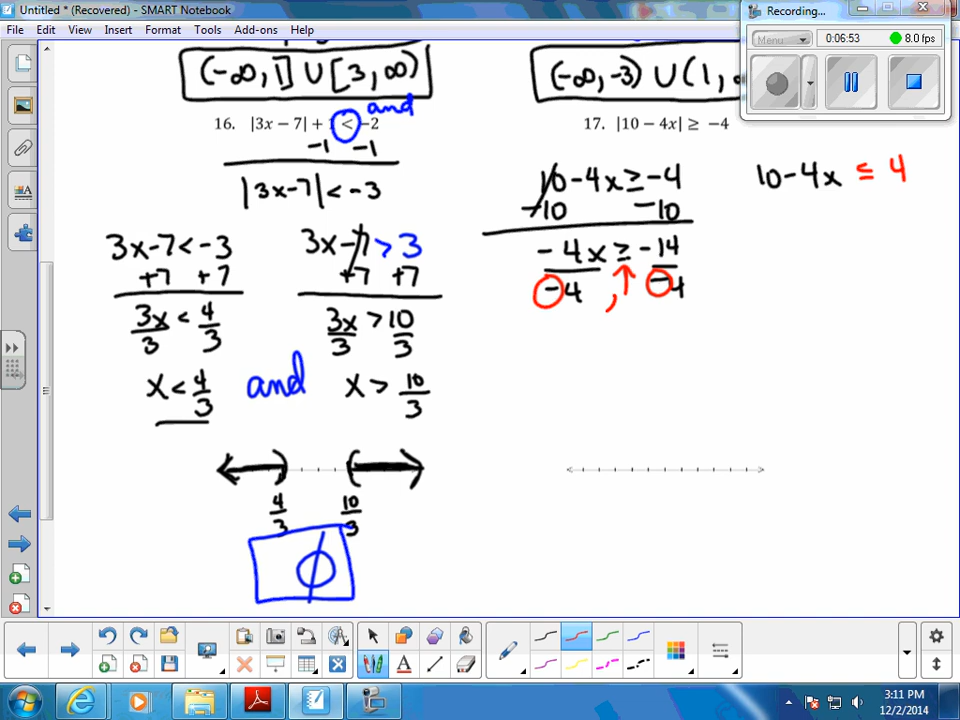 Untitled * (Recovered) - SMART Notebook
File Edit View Insert Format Tools Add-ons Help
Recording...
Menu
0:06:53
8.0 fps
(-∞, 1] ∪ [3, ∞)
(-∞, -3) ∪ (1,
and
16. |3x − 7| + 1 < −2
-1 -1
|3x-7| < -3
3x-7 < -3
+7 +7
3x < 4
3 3
x < 4/3
and
3x-7 > 3
+7 +7
3x > 10
3 3
x > 10/3
4/3
10/3
∅
17. |10 − 4x| ≥ −4
10-4x ≥ -4
-10 -10
-4x ≥ -14
-4 -4
10-4x ≤ 4
A
3:11 PM
12/2/2014